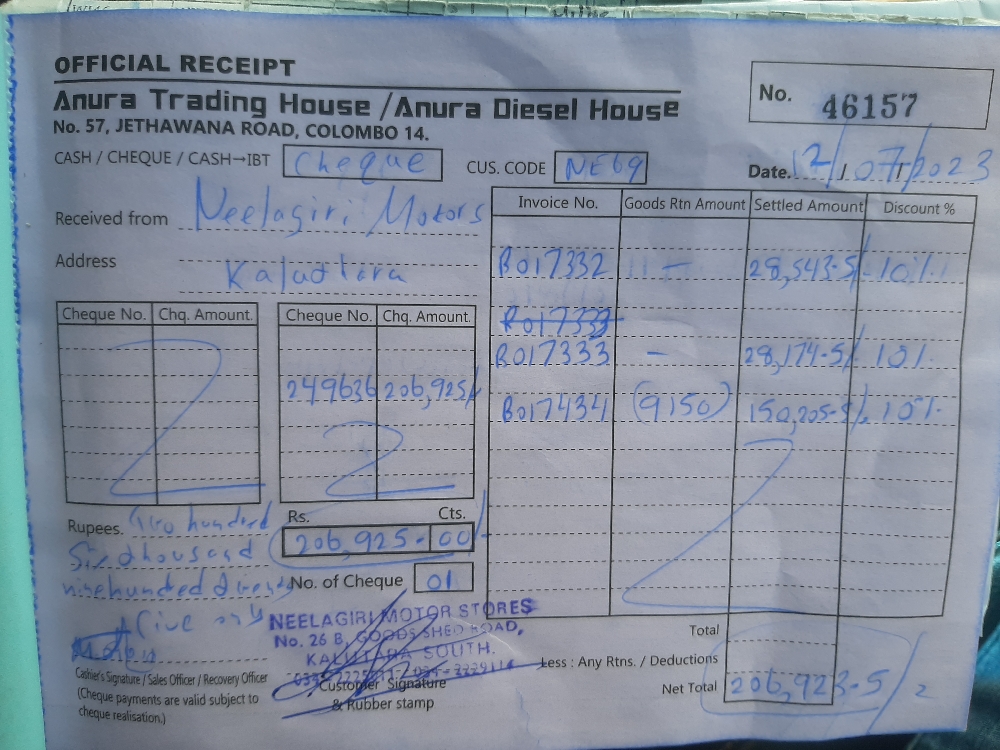 OFFICIAL RECEIPT
Anura Trading House / Anura Diesel House
No. 57, JETHAWANA ROAD, COLOMBO 14.
No. 46157
CASH / CHEQUE / CASH→IBT Cheque CUS. CODE NE69 Date. 12/07/2023
Received from Neelagiri Motors
Address Kaluthara
Invoice No. Goods Rtn Amount Settled Amount Discount %
B017332 — 28,543-5/- 10%
B017333
B017333 — 28,174-5/ 10%
B017434 (9150) 150,205-5/2 10%
Cheque No. Chq. Amount. Cheque No. Chq. Amount.
249636 206,925/-
Rupees. Two hundred
Six thousand
ninehunded
five only
Rs. Cts.
206,925-00/-
No. of Cheque 01
NEELAGIRI MOTOR STORES
No. 26 B, GOODS SHED ROAD,
KALUTARA SOUTH.
Cashier's Signature / Sales Officer / Recovery Officer
(Cheque payments are valid subject to
cheque realisation.)
Customer Signature
& Rubber stamp
Total
Less : Any Rtns. / Deductions
Net Total 206,923-5/2